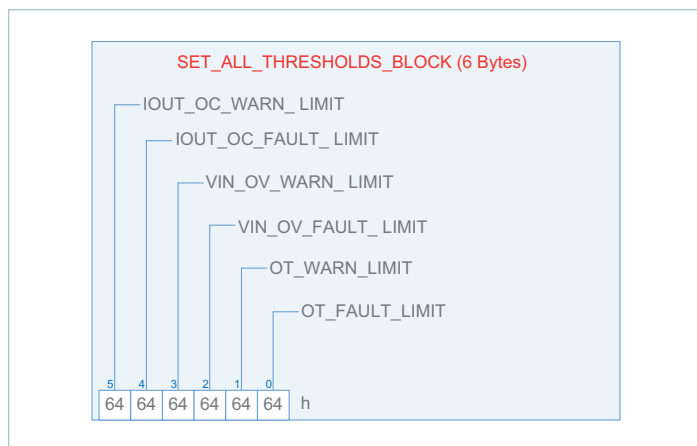 SET_ALL_THRESHOLDS_BLOCK (6 Bytes)
IOUT_OC_WARN_ LIMIT
IOUT_OC_FAULT_ LIMIT
VIN_OV_WARN_ LIMIT
VIN_OV_FAULT_ LIMIT
OT_WARN_LIMIT
OT_FAULT_LIMIT
5 4 3 2 1 0
64 64 64 64 64 64 h